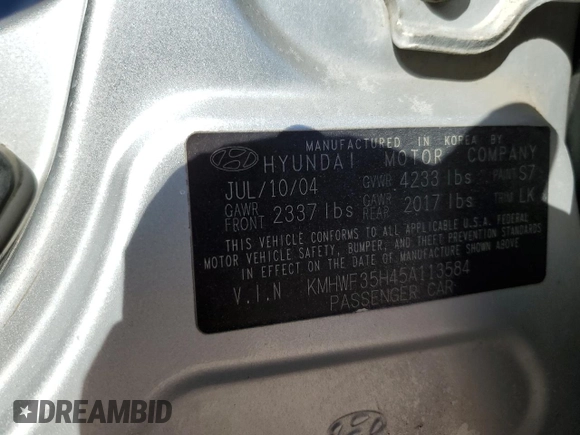 MANUFACTURED IN KOREA BY
HYUNDAI MOTOR COMPANY
JUL/10/04 GVWR 4233 lbs PAINT S7
GAWR FRONT 2337 lbs GAWR REAR 2017 lbs TRIM LK
THIS VEHICLE CONFORMS TO ALL APPLICABLE U.S.A. FEDERAL
MOTOR VEHICLE SAFETY, BUMPER, AND THEFT PREVENTION STANDARDS
IN EFFECT ON THE DATE OF MANUFACTURE SHOWN ABOVE.
V.I.N KMHWF35H45A113584
PASSENGER CAR
DREAMBID